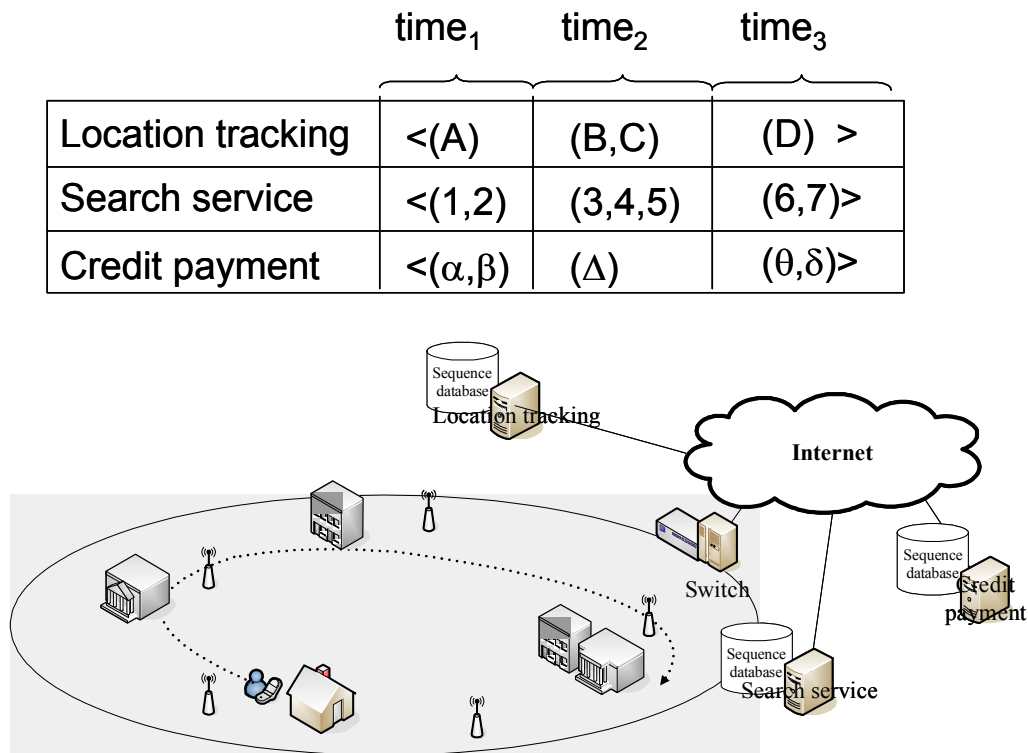 time₁ time₂ time₃
Location tracking <(A) (B,C) (D) >
Search service <(1,2) (3,4,5) (6,7)>
Credit payment <(α,β) (Δ) (θ,δ)>
Sequence
database
Location tracking
Internet
Switch
Sequence
database
Credit
payment
Sequence
database
Search service